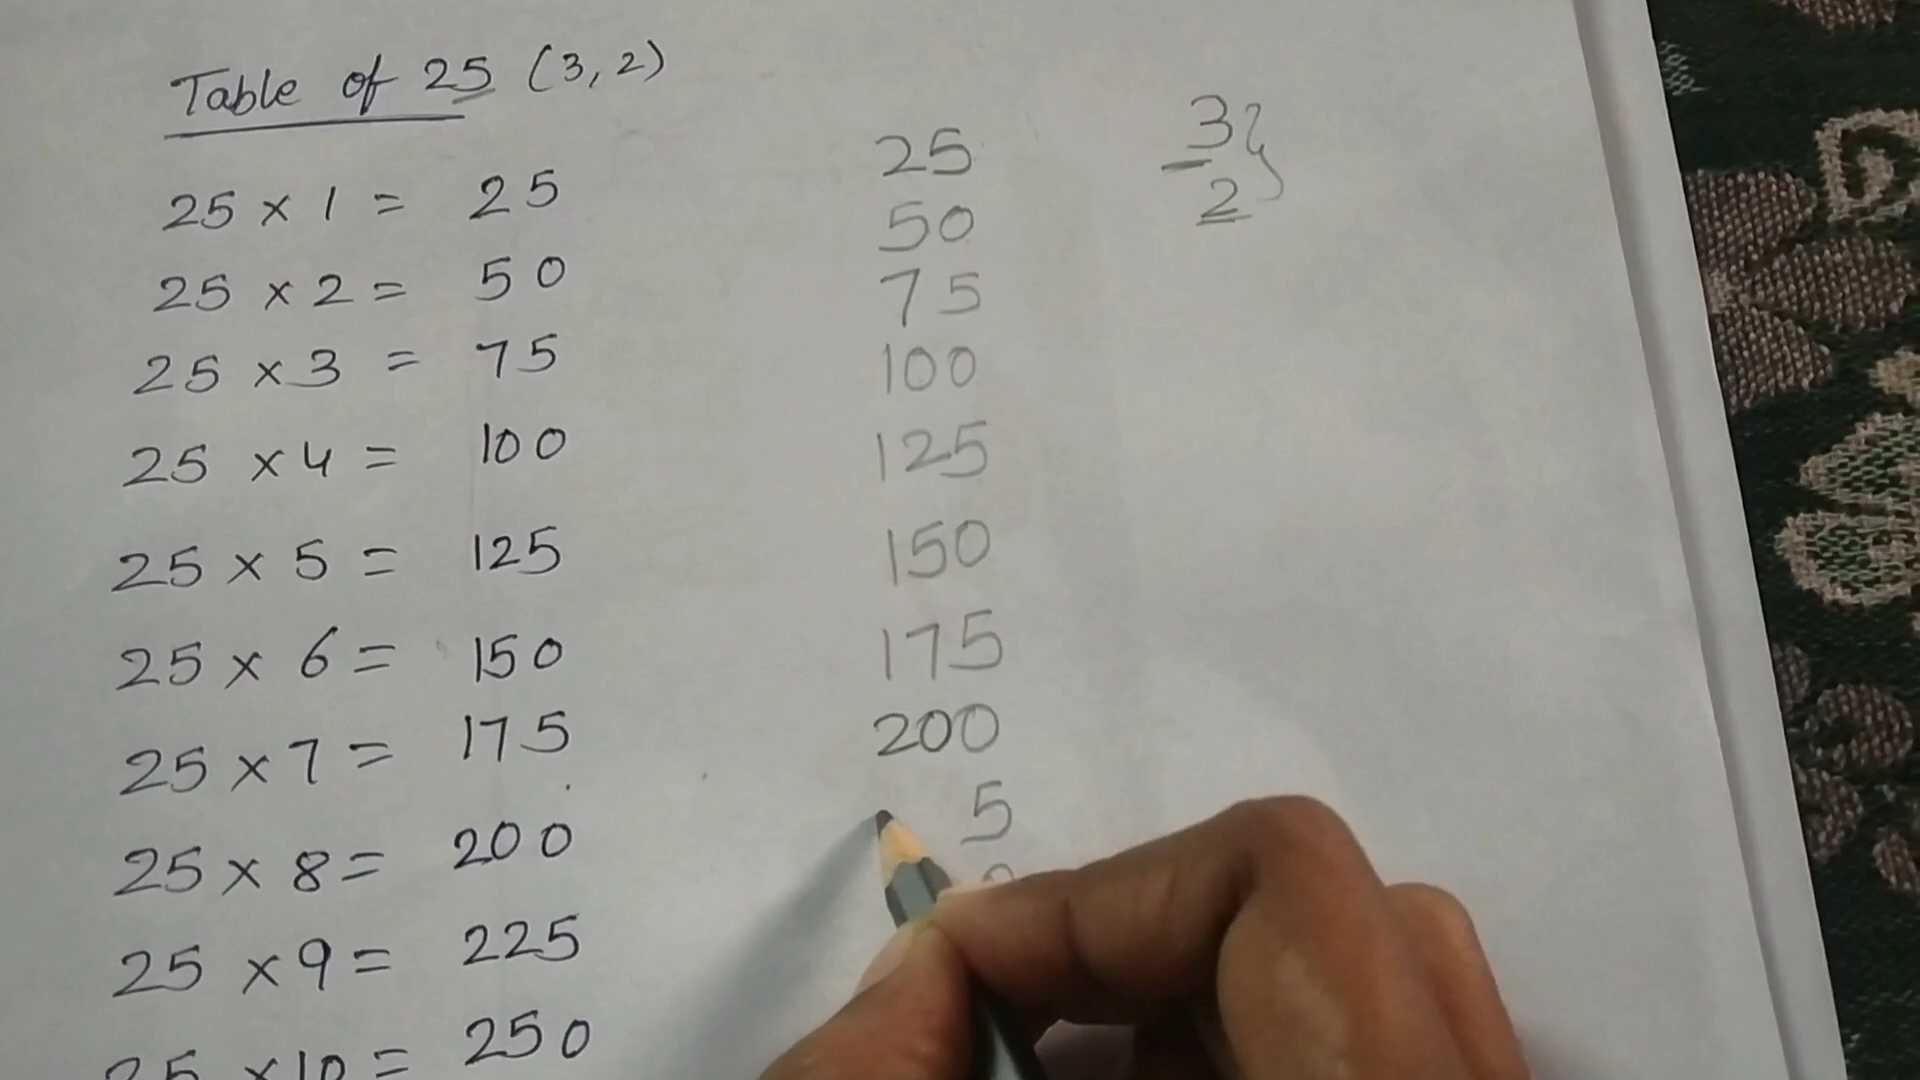 Table of 25 (3, 2)
25 × 1 = 25
25 × 2 = 50
25 × 3 = 75
25 × 4 = 100
25 × 5 = 125
25 × 6 = 150
25 × 7 = 175
25 × 8 = 200
25 × 9 = 225
25 × 10 = 250
25
50
75
100
125
150
175
200
5
3
2